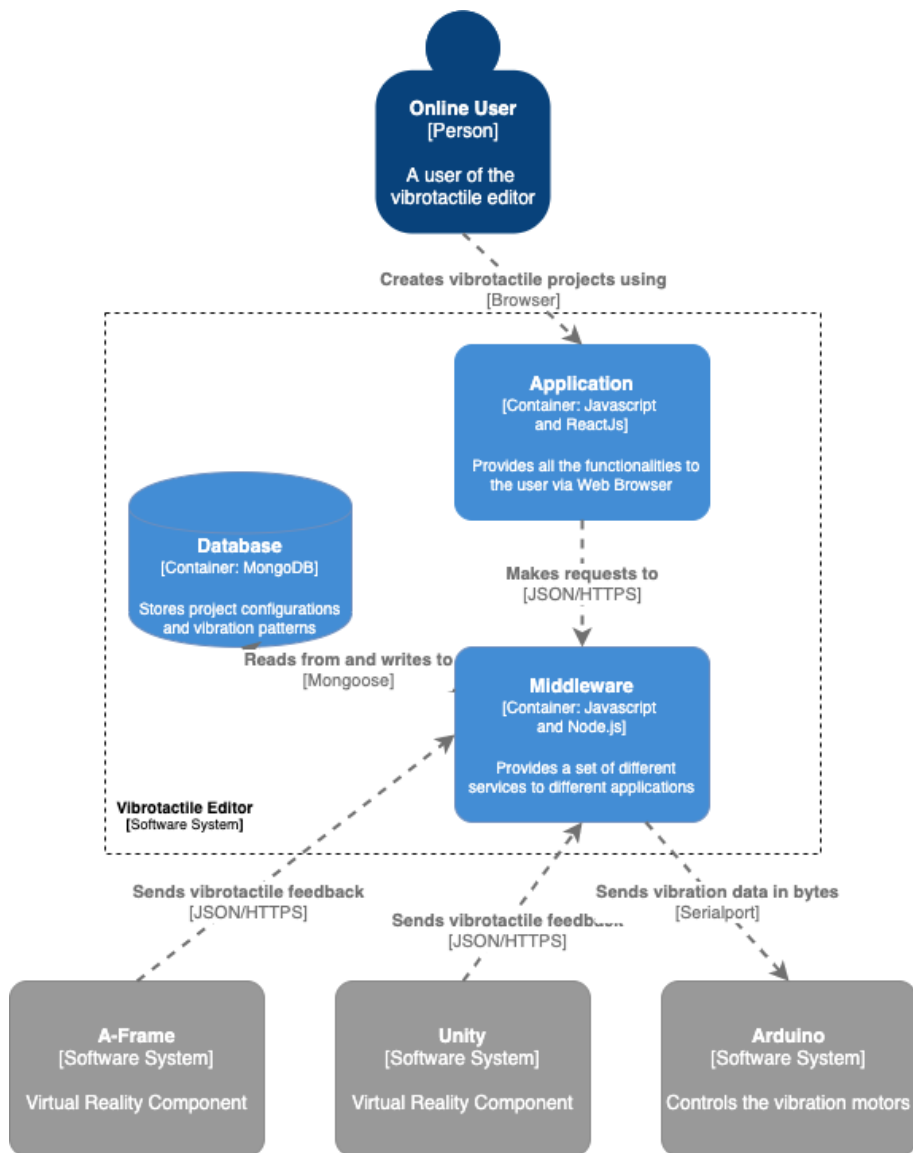 Online User
[Person]
A user of the
vibrotactile editor
Creates vibrotactile projects using
[Browser]
Application
[Container: Javascript
and ReactJs]
Provides all the functionalities to
the user via Web Browser
Database
[Container: MongoDB]
Stores project configurations
and vibration patterns
Makes requests to
[JSON/HTTPS]
Reads from and writes to
[Mongoose]
Middleware
[Container: Javascript
and Node.js]
Provides a set of different
services to different applications
Vibrotactile Editor
[Software System]
Sends vibrotactile feedback
[JSON/HTTPS]
Sends vibrotactile feedback
[JSON/HTTPS]
Sends vibration data in bytes
[Serialport]
A-Frame
[Software System]
Virtual Reality Component
Unity
[Software System]
Virtual Reality Component
Arduino
[Software System]
Controls the vibration motors